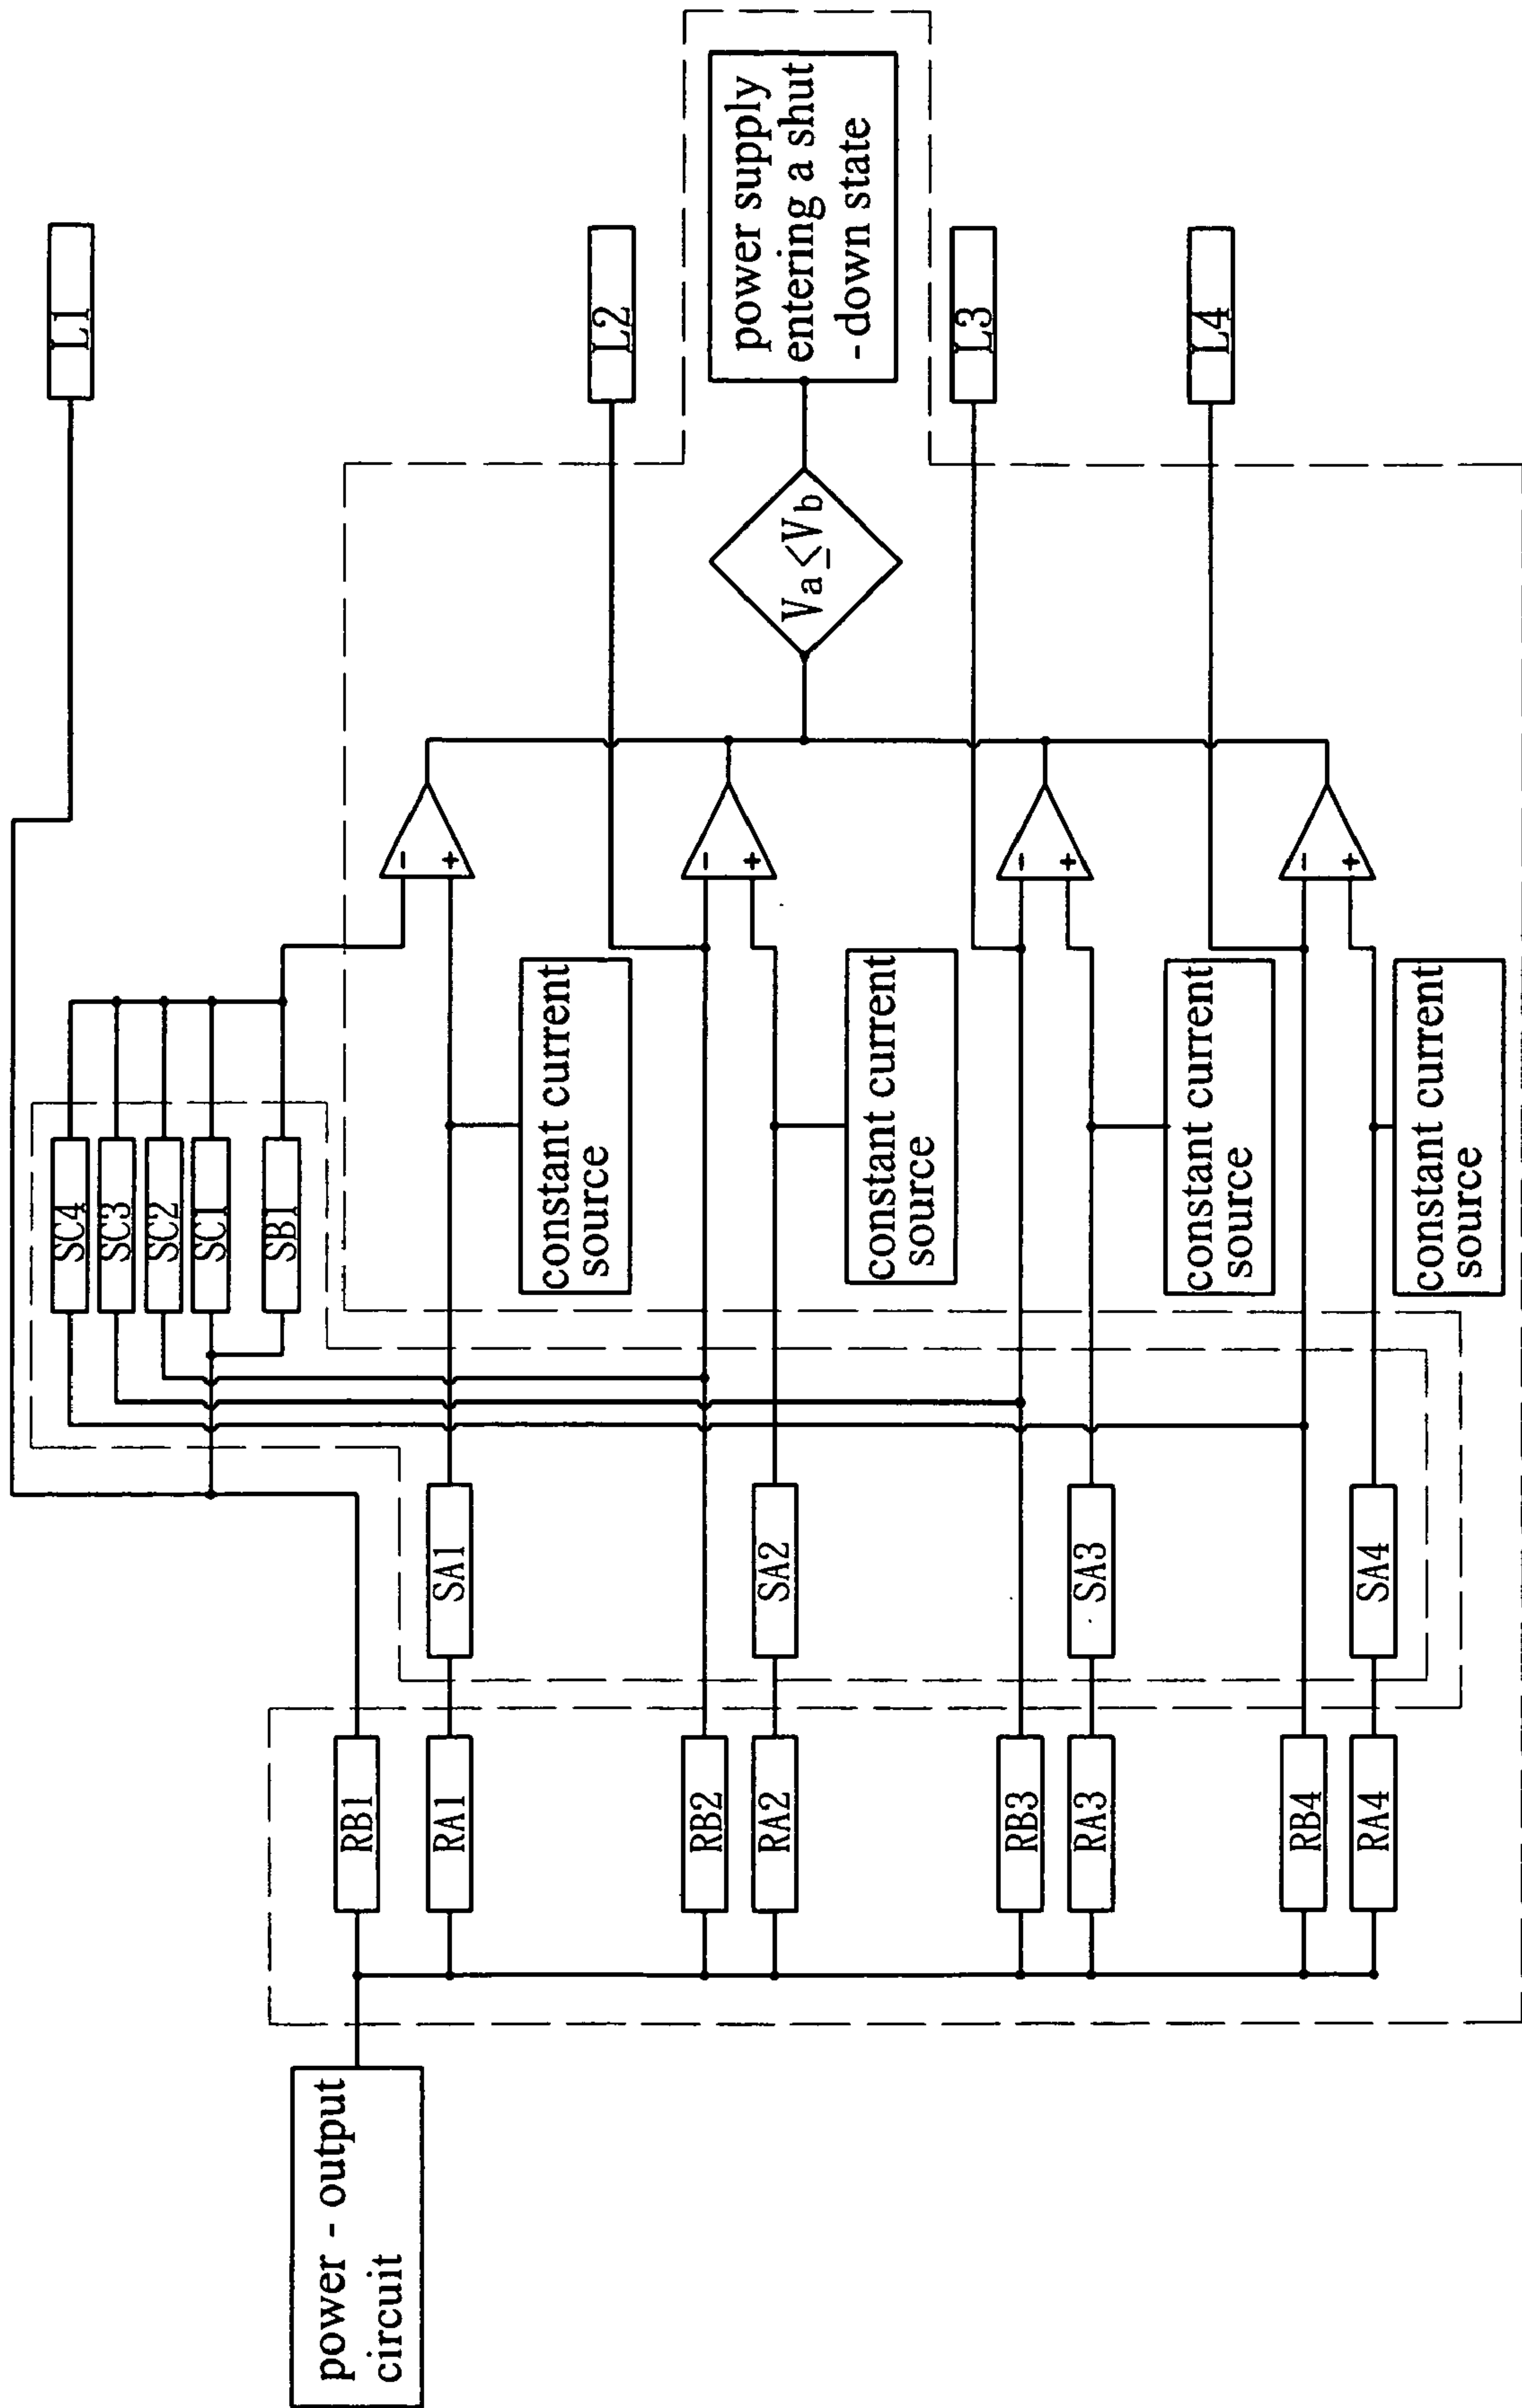 L1
L2
power supply
entering a shut
- down state
L3
L4
Va≤Vb
-
+
-
+
-
+
-
+
constant current
source
constant current
source
constant current
source
constant current
source
SC4
SC3
SC2
SC1
SB1
SA1
SA2
SA3
SA4
RB1
RA1
RB2
RA2
RB3
RA3
RB4
RA4
power - output
circuit